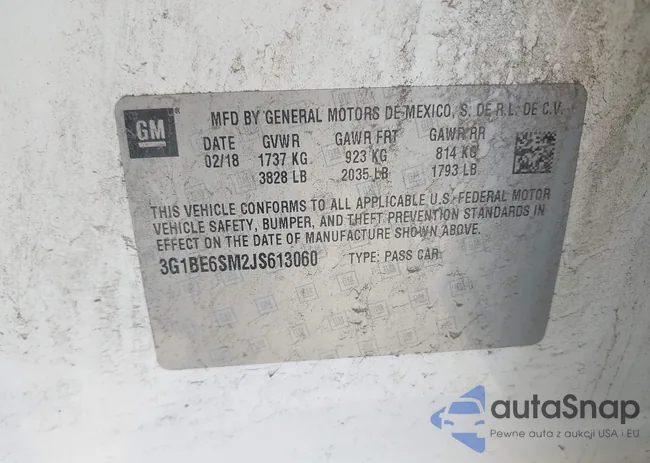 GM
MFD BY GENERAL MOTORS DE MEXICO, S. DE R.L. DE C.V.
DATE GVWR GAWR FRT GAWR RR
02/18 1737 KG 923 KG 814 KG
3828 LB 2035 LB 1793 LB
THIS VEHICLE CONFORMS TO ALL APPLICABLE U.S. FEDERAL MOTOR
VEHICLE SAFETY, BUMPER, AND THEFT PREVENTION STANDARDS IN
EFFECT ON THE DATE OF MANUFACTURE SHOWN ABOVE.
3G1BE6SM2JS613060 TYPE: PASS CAR
autaSnap
Pewne auta z aukcji USA i EU